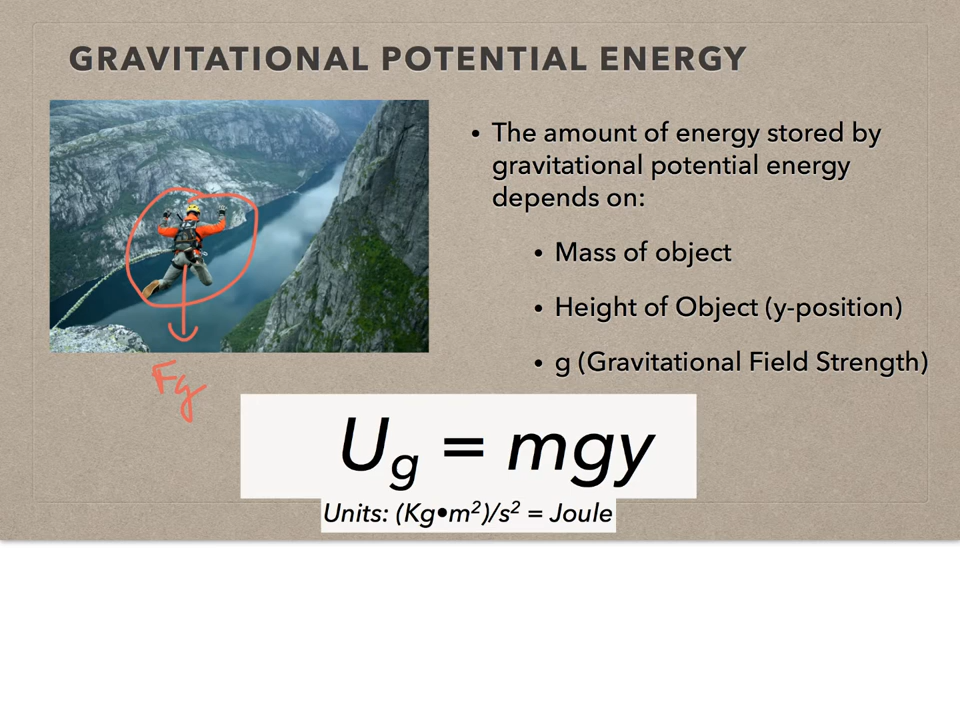 GRAVITATIONAL POTENTIAL ENERGY
• The amount of energy stored by
gravitational potential energy
depends on:
• Mass of object
• Height of Object (y-position)
• g (Gravitational Field Strength)
Fg
U_g = mgy
Units: (Kg•m²)/s² = Joule